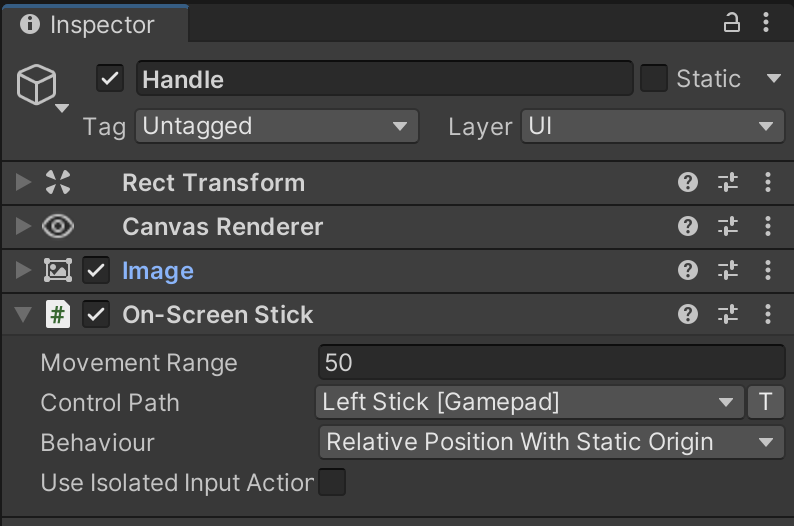 Inspector
Handle Static
Tag Untagged Layer UI
Rect Transform
Canvas Renderer
Image
# On-Screen Stick
Movement Range 50
Control Path Left Stick [Gamepad] T
Behaviour Relative Position With Static Origin
Use Isolated Input Action